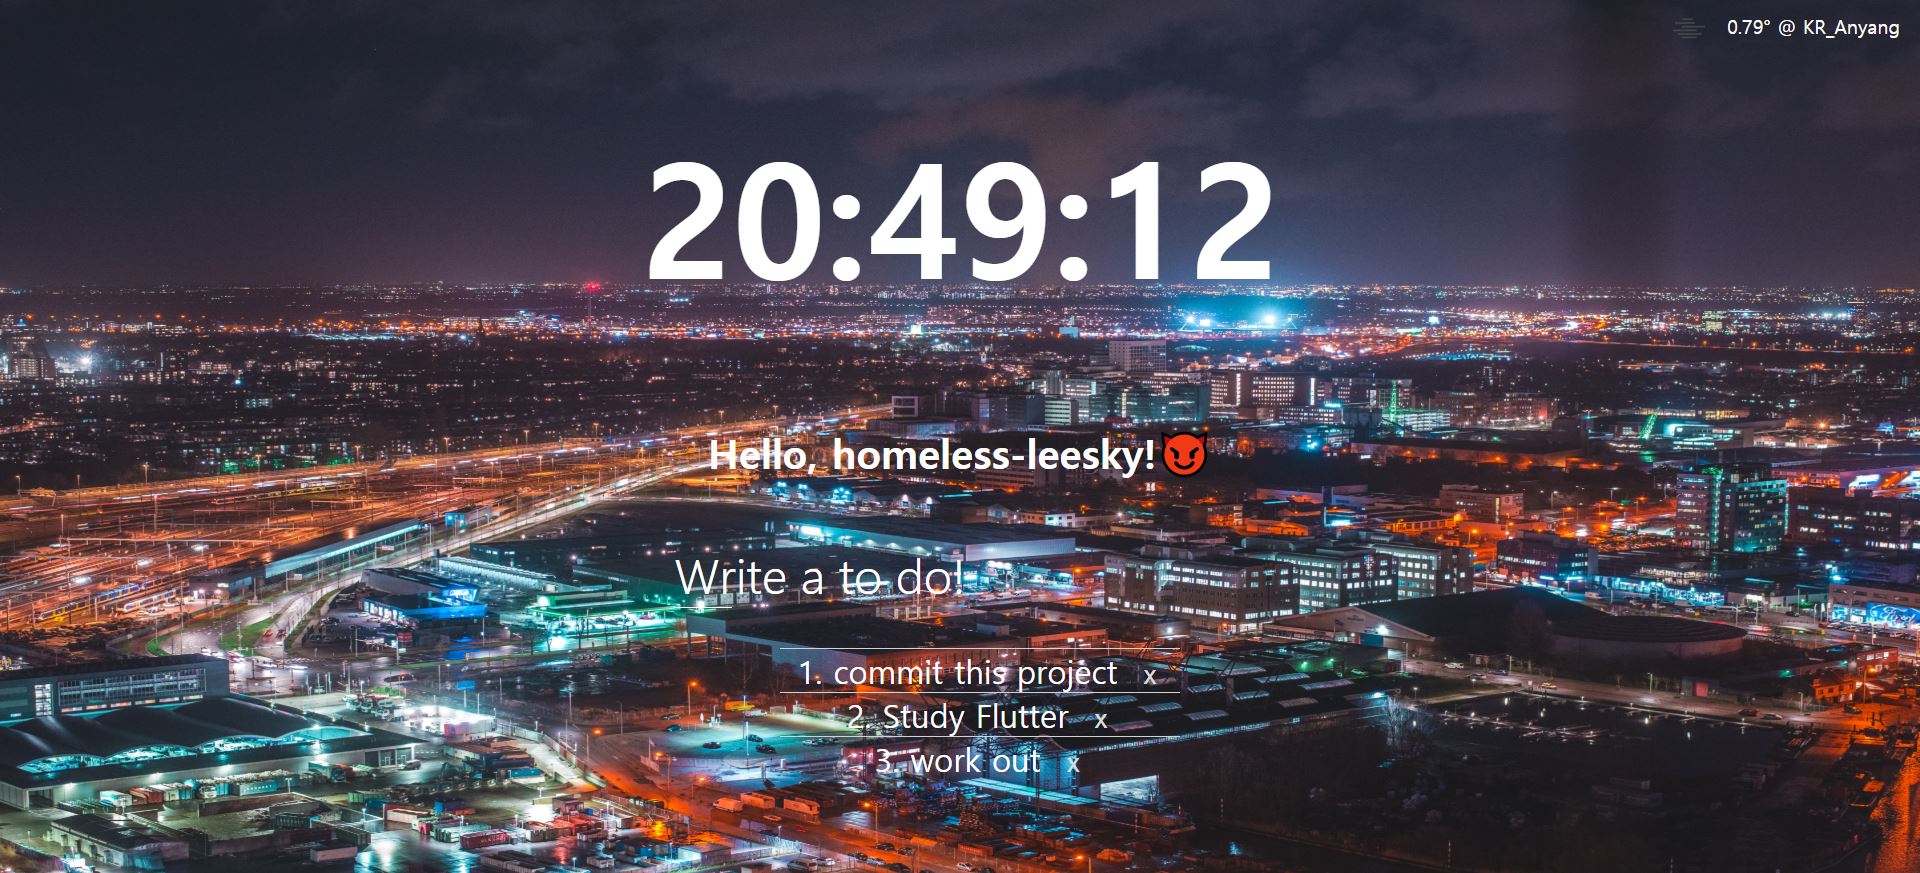 0.79° @ KR_Anyang
20:49:12
Hello, homeless-leesky!😈
Write a to do!
1. commit this project x
2. Study Flutter x
3. work out x
Ford